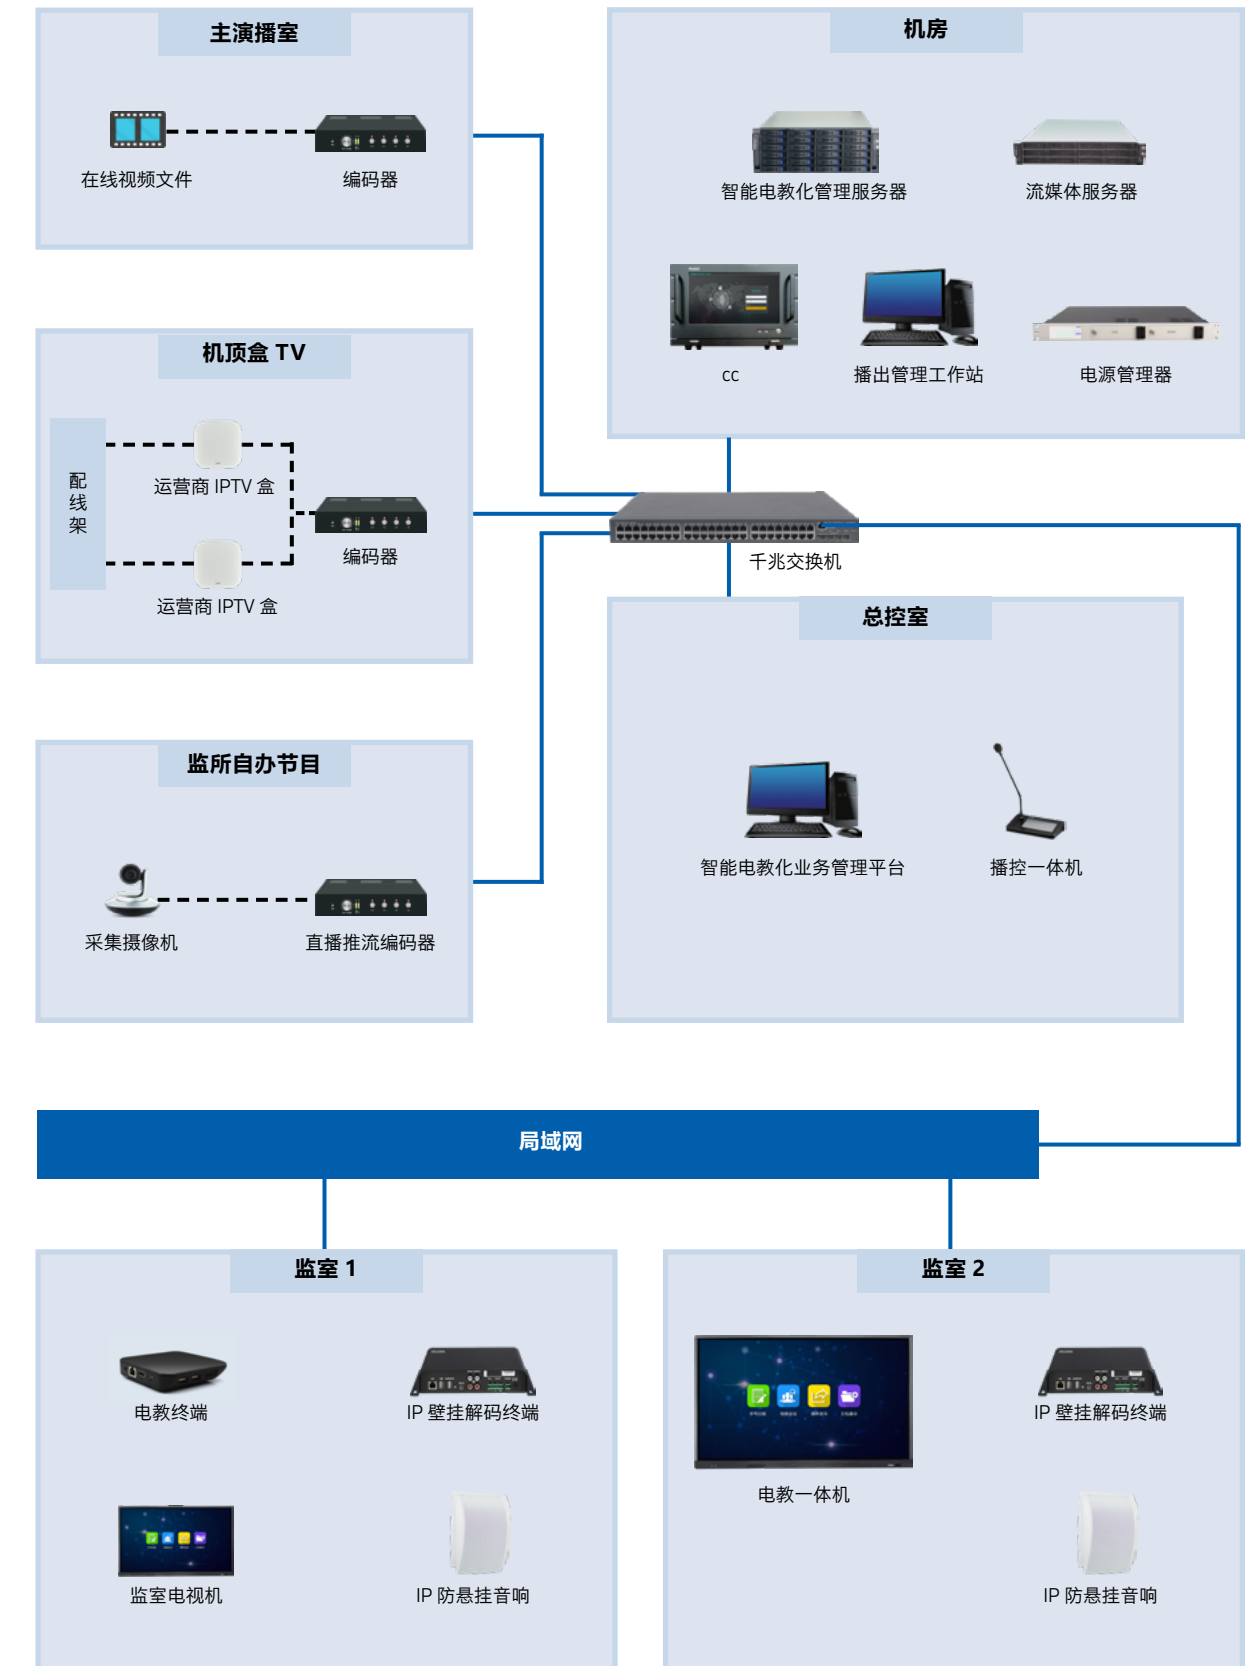 主演播室
在线视频文件
编码器
机房
智能电教化管理服务器
流媒体服务器
cc
播出管理工作站
电源管理器
机顶盒 TV
配线架
运营商 IPTV 盒
运营商 IPTV 盒
编码器
千兆交换机
总控室
智能电教化业务管理平台
播控一体机
监所自办节目
采集摄像机
直播推流编码器
局域网
监室 1
电教终端
IP 壁挂解码终端
监室电视机
IP 防悬挂音响
监室 2
电教一体机
IP 壁挂解码终端
IP 防悬挂音响